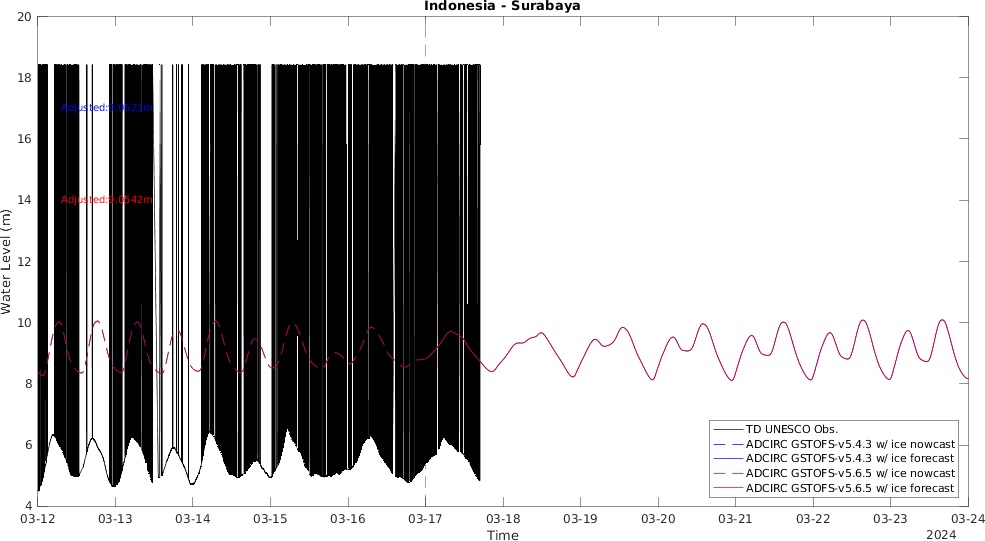 Indonesia - Surabaya
20
18
16
14
12
10
8
6
4
Water Level (m)
Adjusted:9.0542m
TD UNESCO Obs.
ADCIRC GSTOFS-v5.4.3 w/ ice nowcast
ADCIRC GSTOFS-v5.4.3 w/ ice forecast
ADCIRC GSTOFS-v5.6.5 w/ ice nowcast
ADCIRC GSTOFS-v5.6.5 w/ ice forecast
03-12 03-13 03-14 03-15 03-16 03-17 03-18 03-19 03-20 03-21 03-22 03-23 03-24
Time
2024